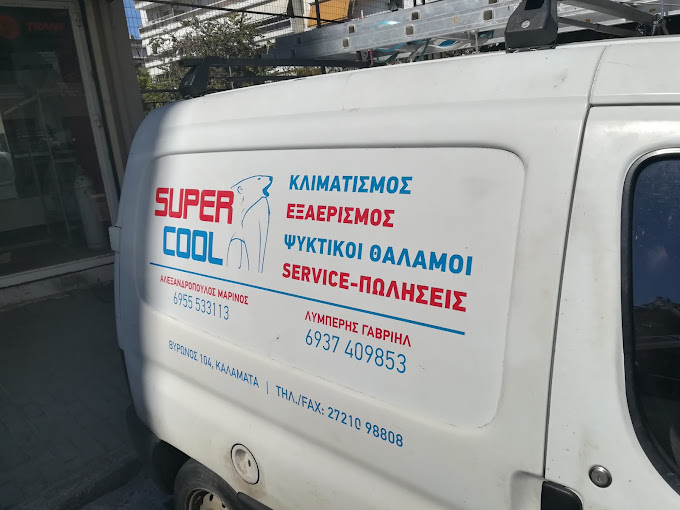 TRANE
SUPER
COOL
ΚΛΙΜΑΤΙΣΜΟΣ
ΕΞΑΕΡΙΣΜΟΣ
ΨΥΚΤΙΚΟΙ ΘΑΛΑΜΟΙ
SERVICE-ΠΩΛΗΣΕΙΣ
ΑΛΕΞΑΝΔΡΟΠΟΥΛΟΣ ΜΑΡΙΝΟΣ
6955 533113
ΛΥΜΠΕΡΗΣ ΓΑΒΡΙΗΛ
6937 409853
ΒΥΡΩΝΟΣ 104, ΚΑΛΑΜΑΤΑ | ΤΗΛ./FAX: 27210 98808